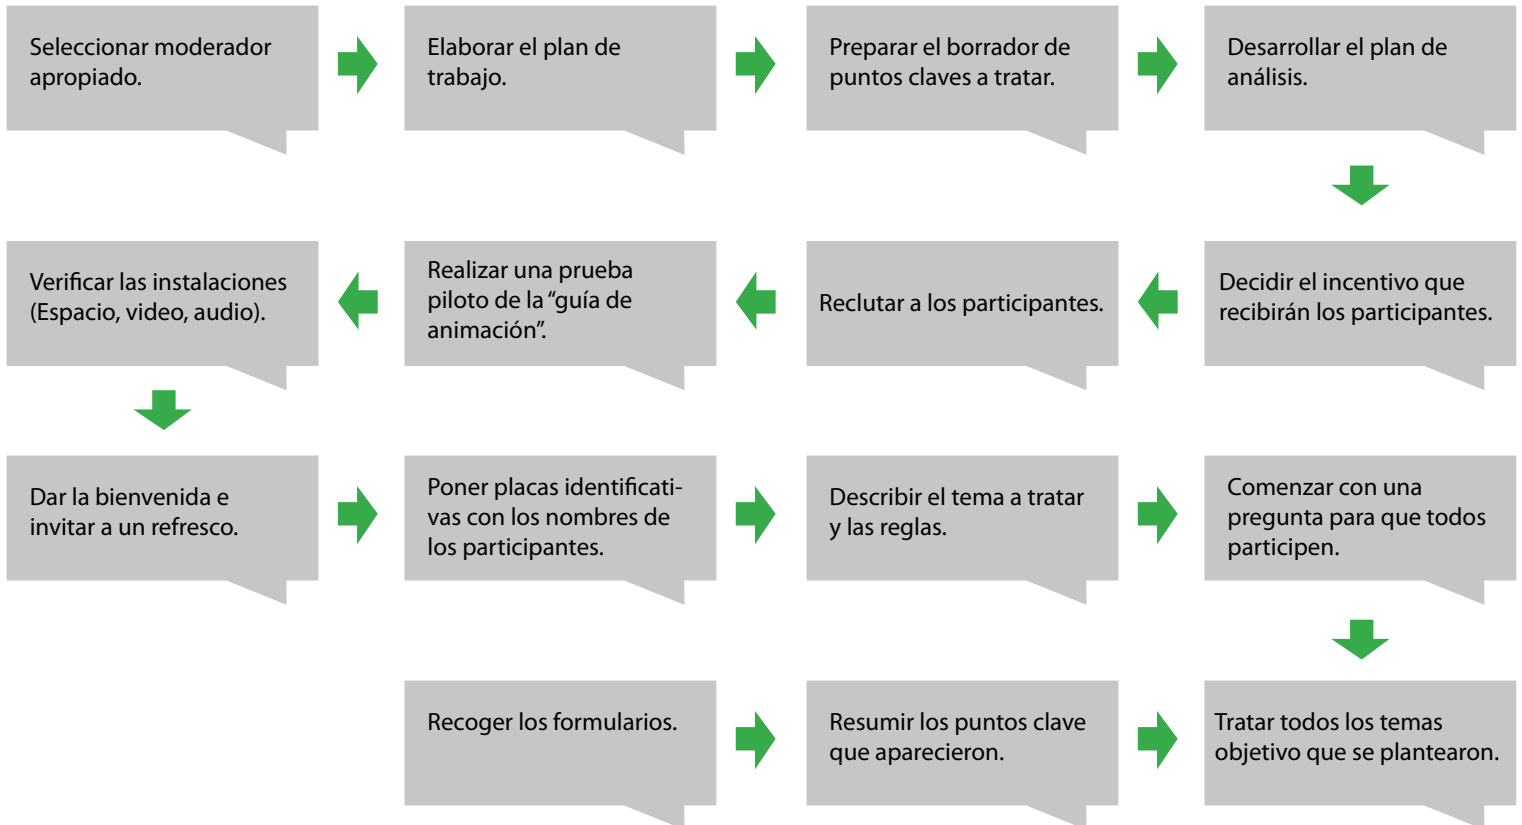 Seleccionar moderador
apropiado.
Elaborar el plan de
trabajo.
Preparar el borrador de
puntos claves a tratar.
Desarrollar el plan de
análisis.
Verificar las instalaciones
(Espacio, video, audio).
Realizar una prueba
piloto de la “guía de
animación”.
Reclutar a los participantes.
Decidir el incentivo que
recibirán los participantes.
Dar la bienvenida e
invitar a un refresco.
Poner placas identificati-
vas con los nombres de
los participantes.
Describir el tema a tratar
y las reglas.
Comenzar con una
pregunta para que todos
participen.
Recoger los formularios.
Resumir los puntos clave
que aparecieron.
Tratar todos los temas
objetivo que se plantearon.